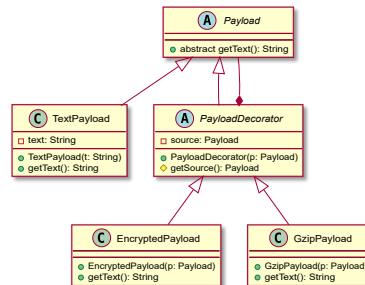 A Payload
abstract getText(): String
C TextPayload
text: String
TextPayload(t: String)
getText(): String
A PayloadDecorator
source: Payload
PayloadDecorator(p: Payload)
getSource(): Payload
C EncryptedPayload
EncryptedPayload(p: Payload)
getText(): String
C GzipPayload
GzipPayload(p: Payload)
getText(): String